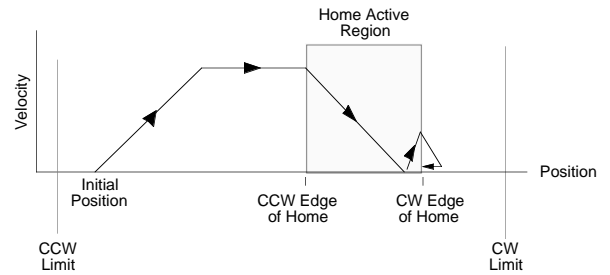 Home Active
Region
Velocity
Position
Initial
Position
CCW Edge
of Home
CW Edge
of Home
CCW
Limit
CW
Limit